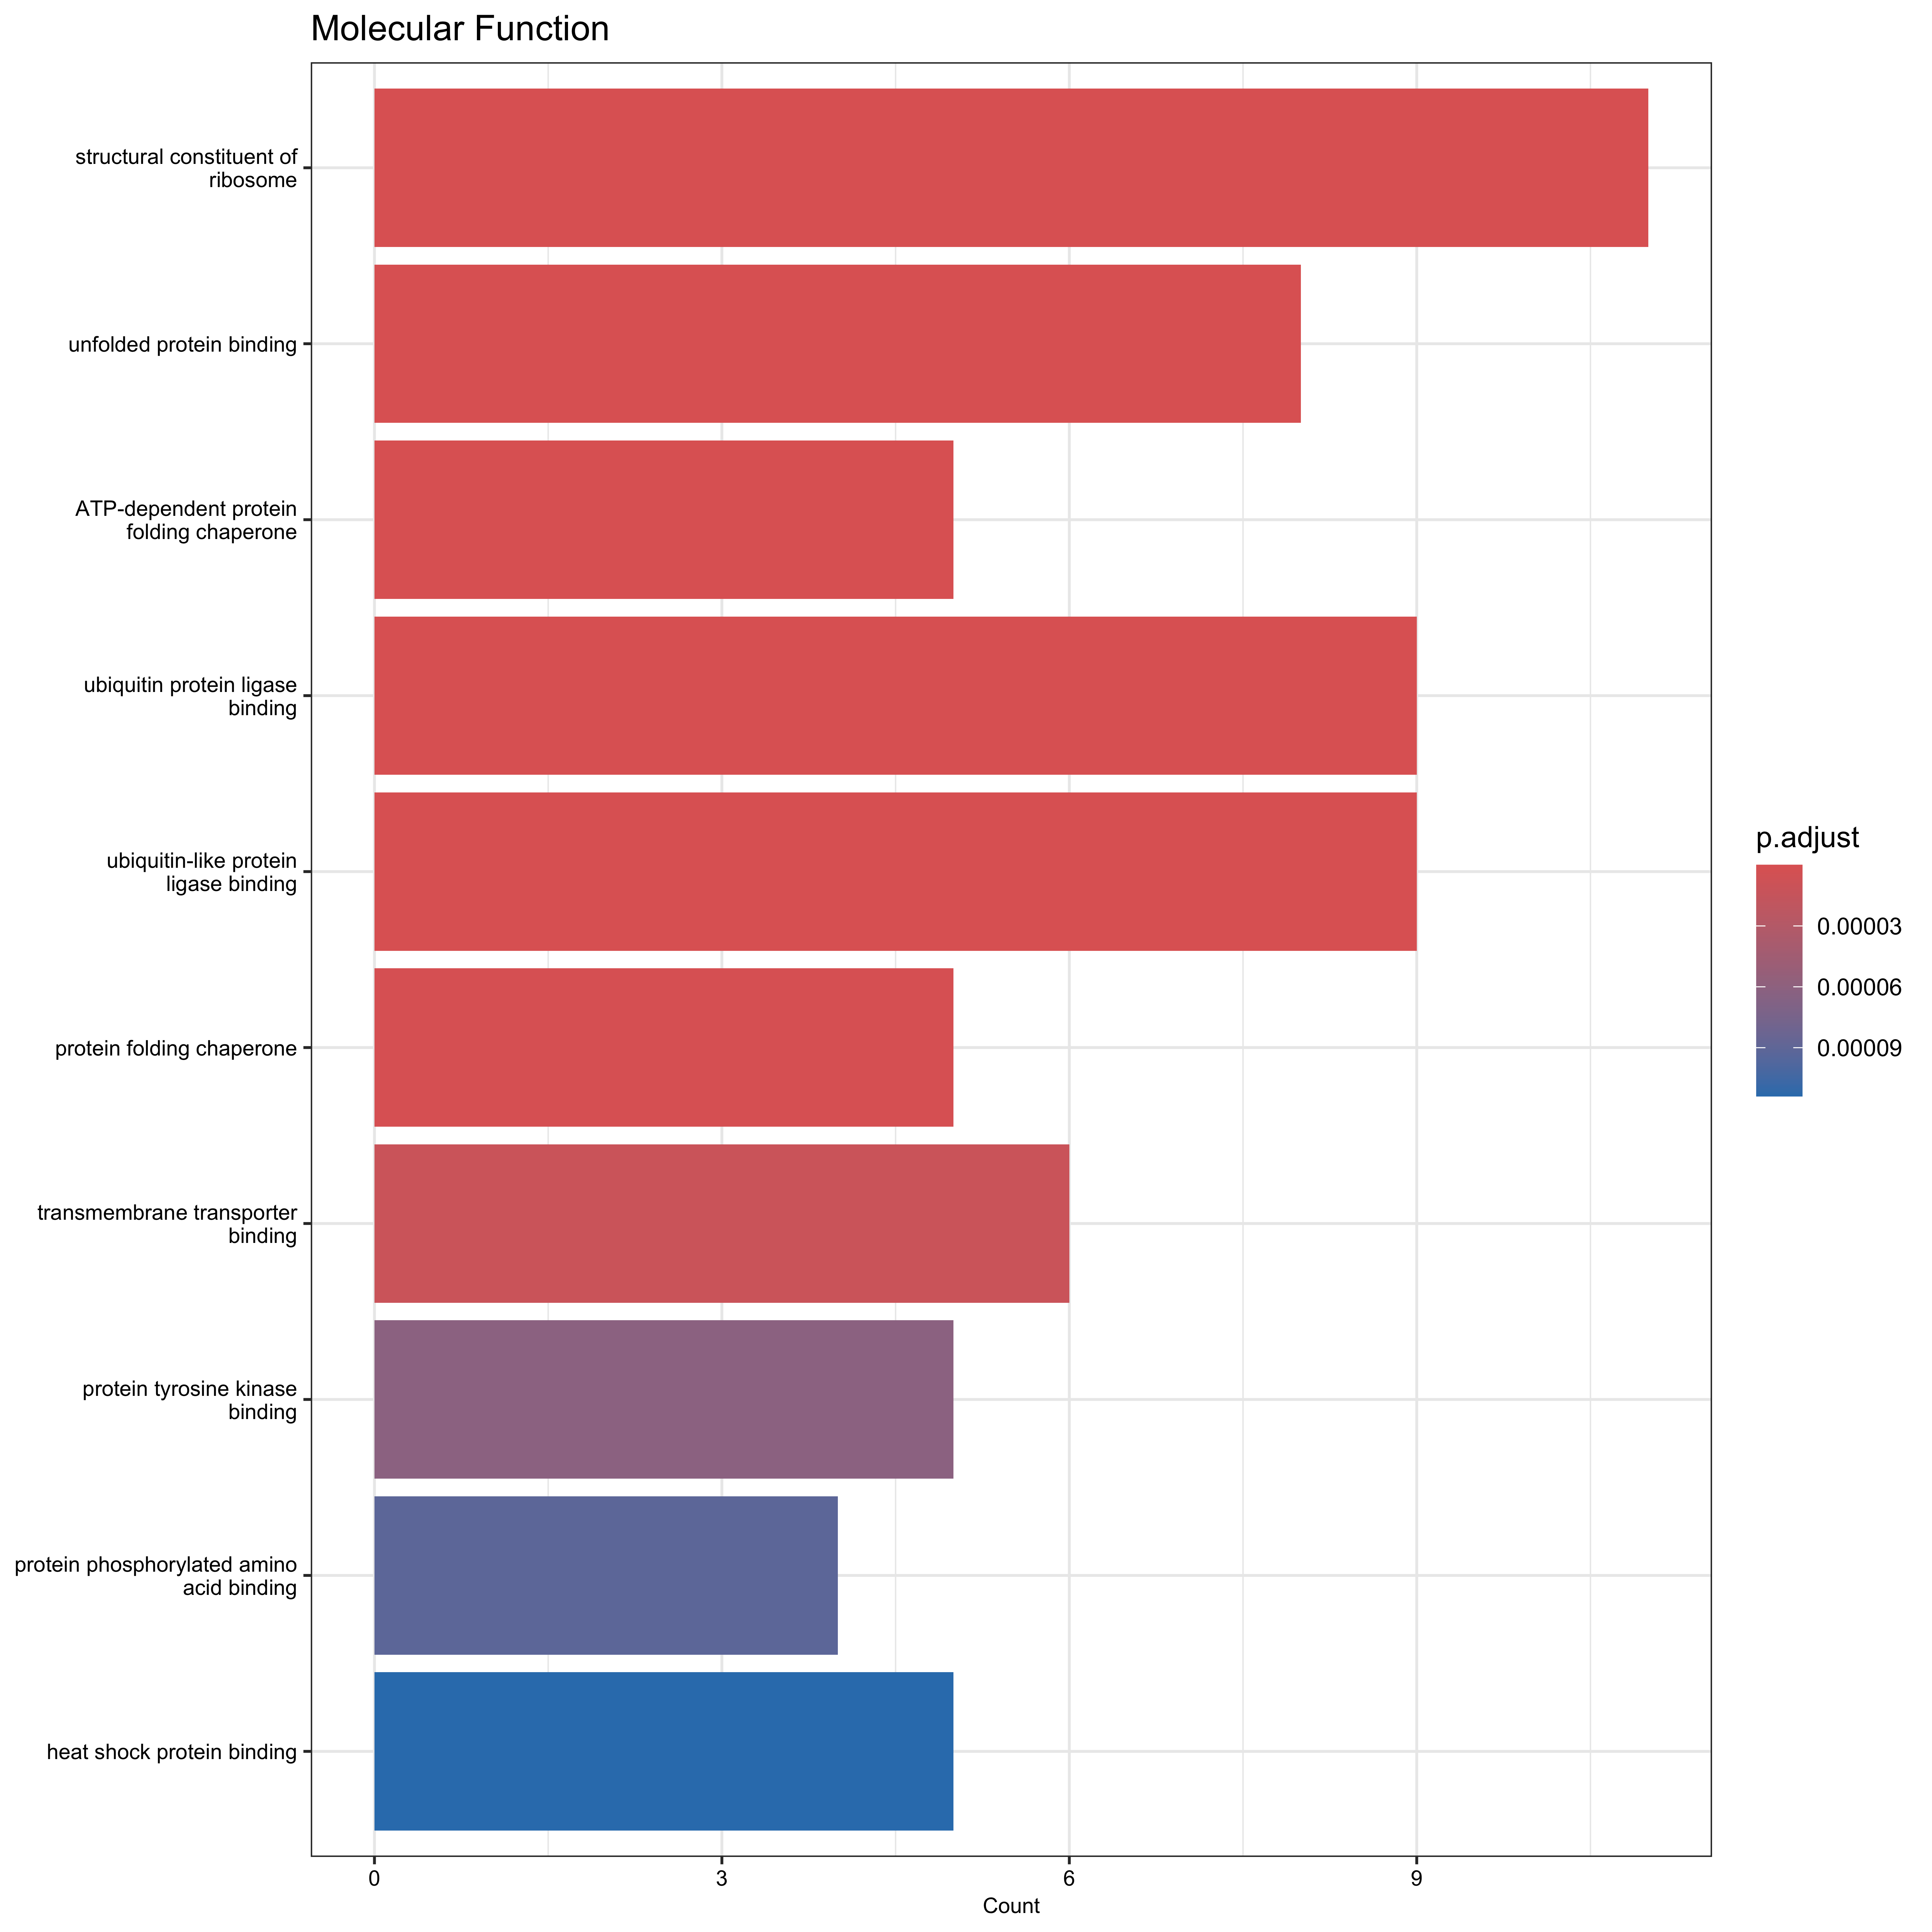 Molecular Function
structural constituent of
ribosome
unfolded protein binding
ATP-dependent protein
folding chaperone
ubiquitin protein ligase
binding
ubiquitin-like protein
ligase binding
protein folding chaperone
transmembrane transporter
binding
protein tyrosine kinase
binding
protein phosphorylated amino
acid binding
heat shock protein binding
0 3 6 9
Count
p.adjust
0.00003
0.00006
0.00009